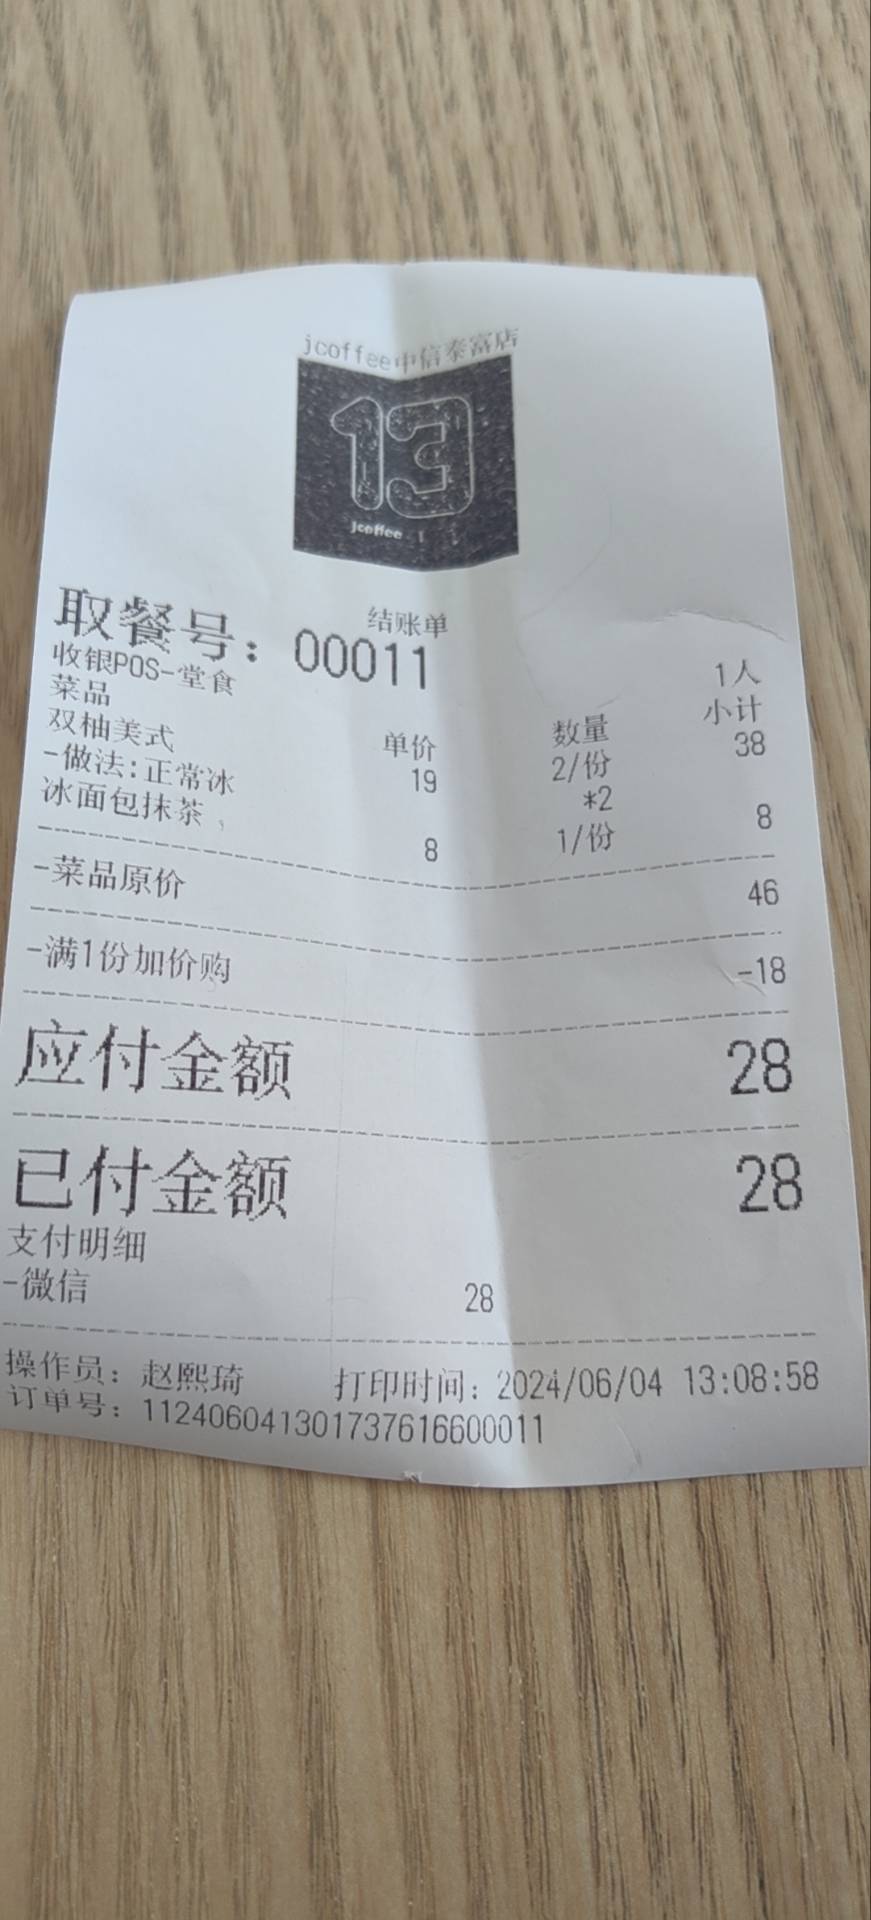 jcoffee中信泰富店
13
jcoffee
结账单
取餐号：00011
收银POS-堂食 1人
菜品 单价 数量 小计
双柚美式 19 2/份 38
-做法:正常冰 *2
冰面包抹茶 8 1/份 8
-菜品原价 46
-满1份加价购 -18
应付金额 28
已付金额 28
支付明细
-微信 28
操作员：赵熙琦 打印时间：2024/06/04 13:08:58
订单号：112406041301737616600011